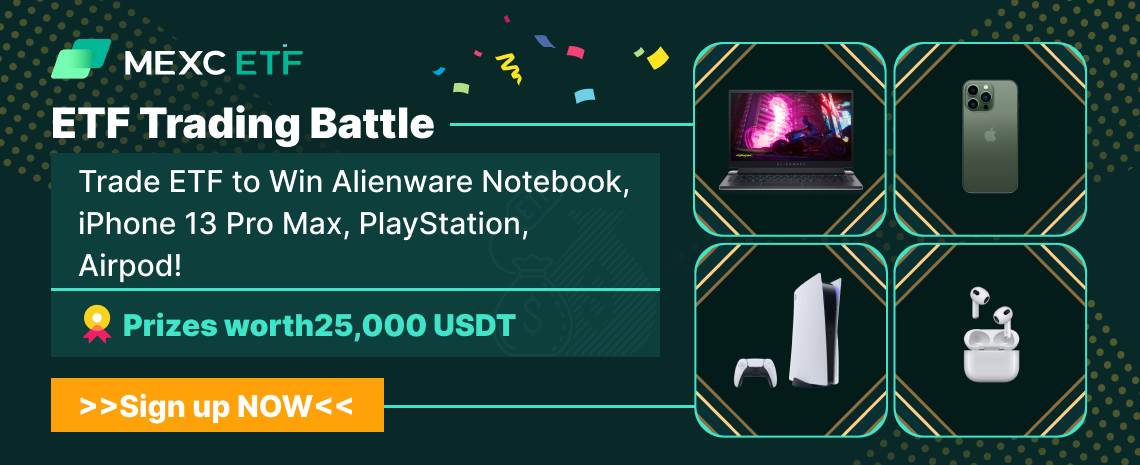 MEXC ETF
ETF Trading Battle
Trade ETF to Win Alienware Notebook,
iPhone 13 Pro Max, PlayStation,
Airpod!
Prizes worth25,000 USDT
>>Sign up NOW<<